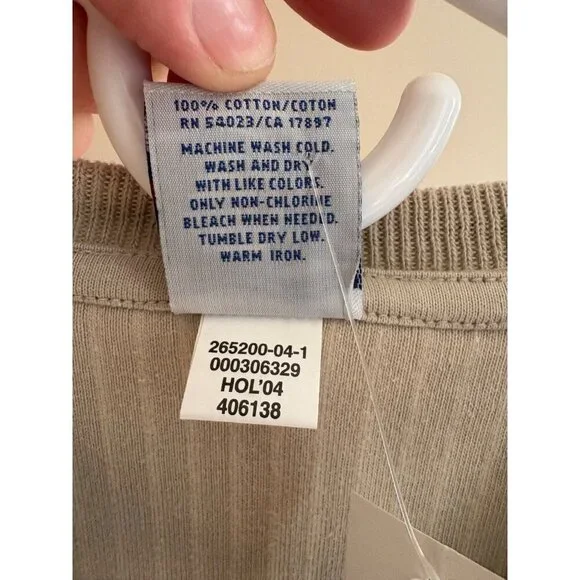 100% COTTON/COTON
RN 54023/CA 17897
MACHINE WASH COLD.
WASH AND DRY
WITH LIKE COLORS.
ONLY NON-CHLORINE
BLEACH WHEN NEEDED.
TUMBLE DRY LOW.
WARM IRON.
265200-04-1
000306329
HOL'04
406138